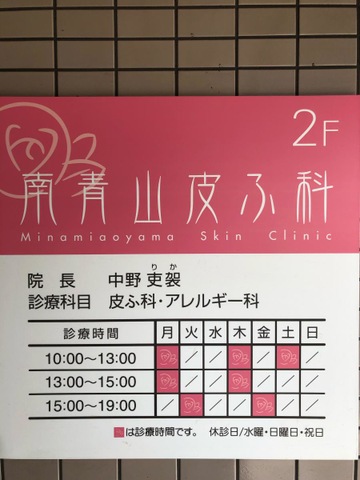 2F
南青山皮ふ科
Minamiaoyama Skin Clinic
りか
院長 中野 吏袈
診療科目 皮ふ科・アレルギー科
診療時間 月 火 水 木 金 土 日
10:00〜13:00 ／ ／ ／ ／
13:00〜15:00 ／ ／ ／ ／ ／
15:00〜19:00 ／ ／ ／ ／ ／
は診療時間です。 休診日/水曜・日曜日・祝日